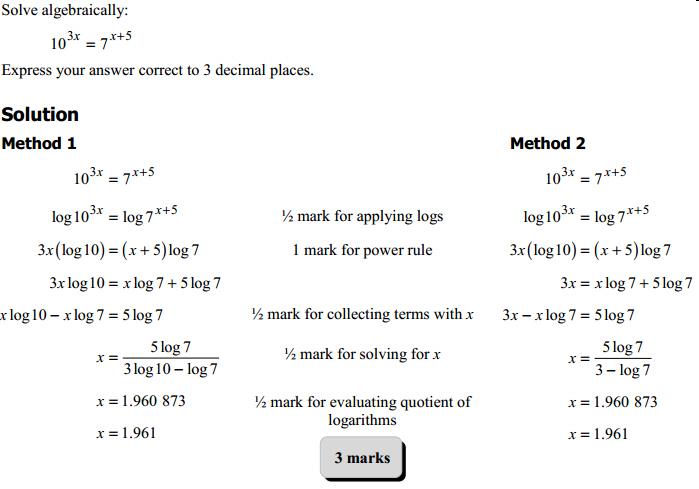 Solve algebraically:
10^{3x} = 7^{x+5}
Express your answer correct to 3 decimal places.
Solution
Method 1
10^{3x} = 7^{x+5}
log 10^{3x} = log 7^{x+5}
3x(log 10) = (x + 5) log 7
3x log 10 = x log 7 + 5 log 7
x log 10 − x log 7 = 5 log 7
x = \frac{5 log 7}{3 log 10 − log 7}
x = 1.960 873
x = 1.961
½ mark for applying logs
1 mark for power rule
½ mark for collecting terms with x
½ mark for solving for x
½ mark for evaluating quotient of
logarithms
3 marks
Method 2
10^{3x} = 7^{x+5}
log 10^{3x} = log 7^{x+5}
3x(log 10) = (x + 5) log 7
3x = x log 7 + 5 log 7
3x − x log 7 = 5 log 7
x = \frac{5 log 7}{3 − log 7}
x = 1.960 873
x = 1.961